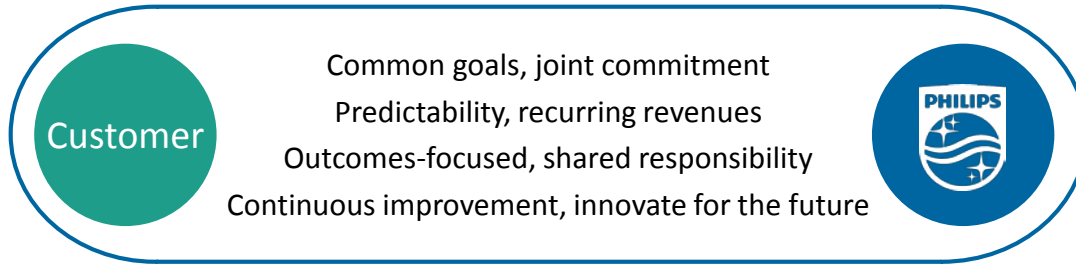 Customer
Common goals, joint commitment
Predictability, recurring revenues
Outcomes-focused, shared responsibility
Continuous improvement, innovate for the future
PHILIPS